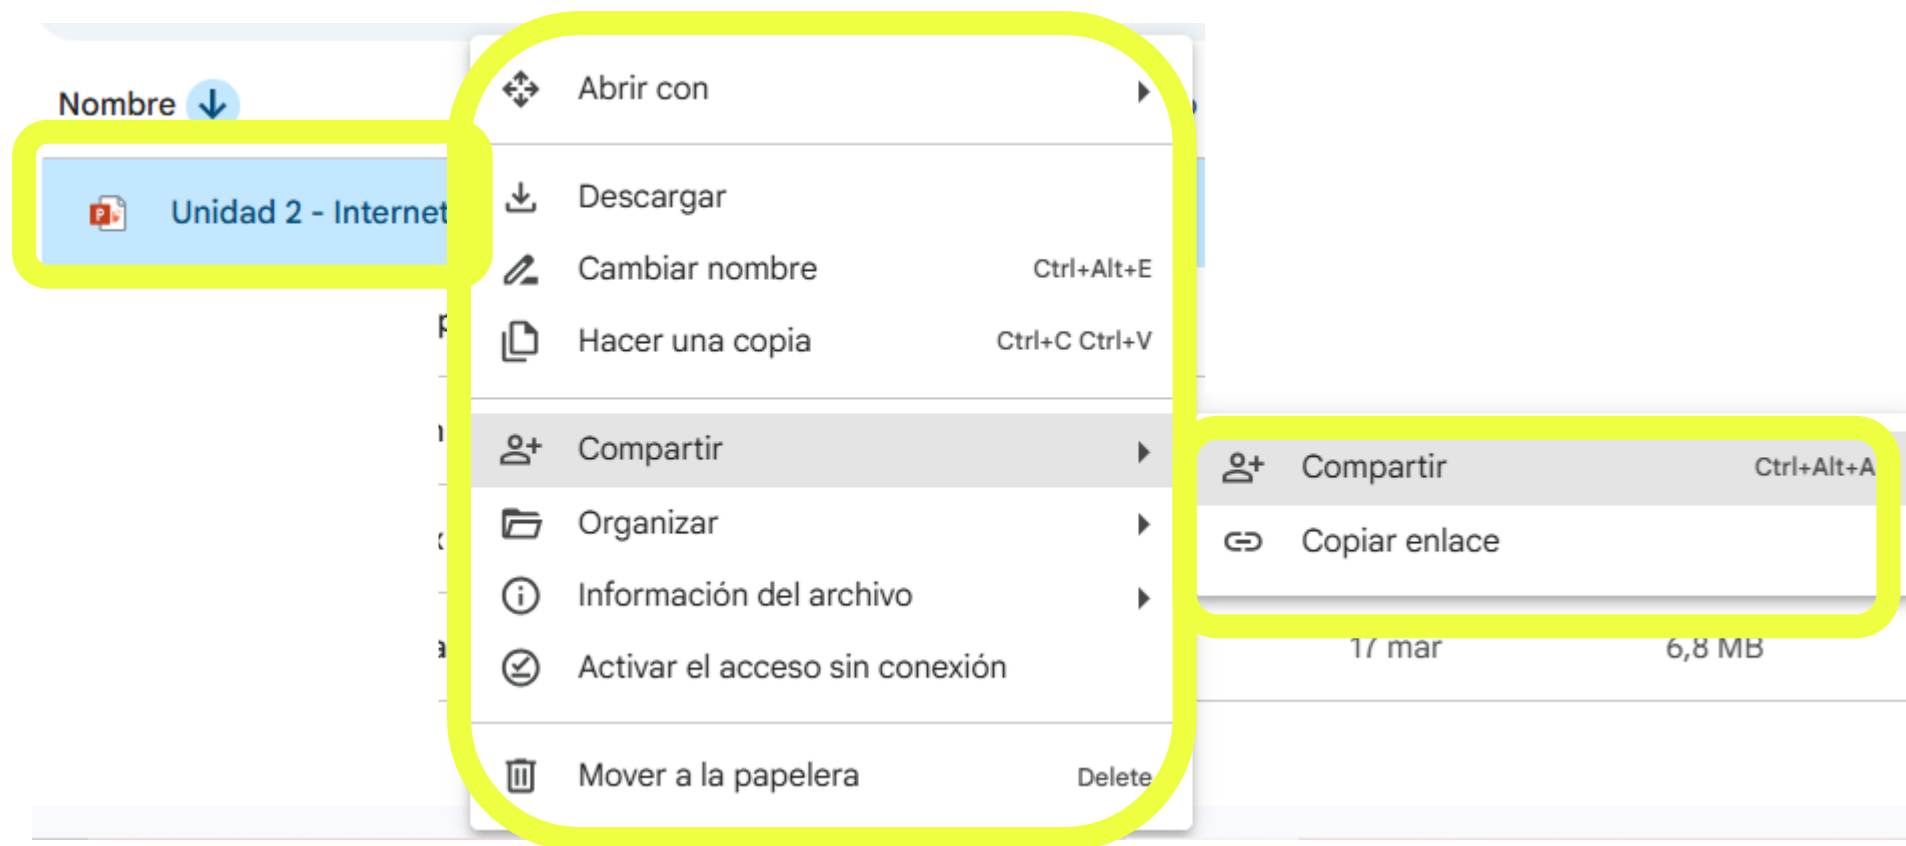 Nombre
Unidad 2 - Internet
Abrir con
Descargar
Cambiar nombre Ctrl+Alt+E
Hacer una copia Ctrl+C Ctrl+V
Compartir
Organizar
Información del archivo
Activar el acceso sin conexión
Mover a la papelera Delete
Compartir Ctrl+Alt+A
Copiar enlace
17 mar 6,8 MB